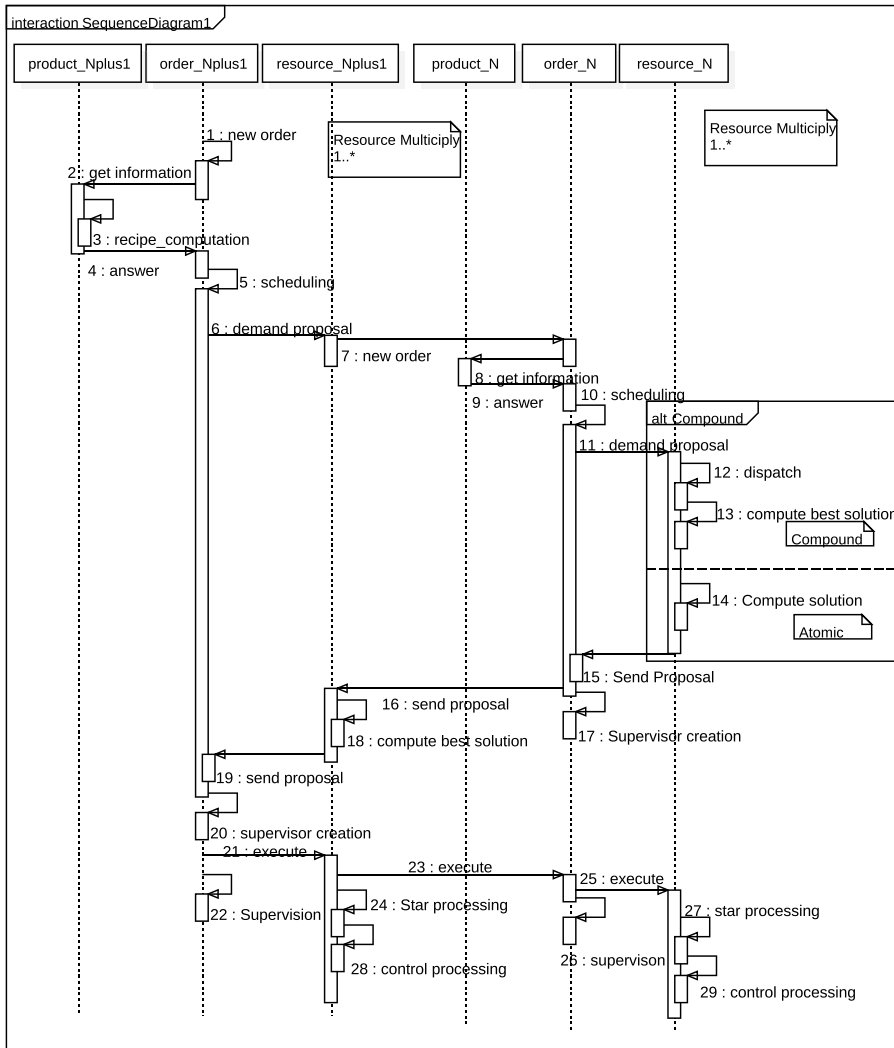 interaction SequenceDiagram1
product_Nplus1
order_Nplus1
resource_Nplus1
product_N
order_N
resource_N
Resource Multiciply
1..*
Resource Multiciply
1..*
1 : new order
2 : get information
3 : recipe_computation
4 : answer
5 : scheduling
6 : demand proposal
7 : new order
8 : get information
9 : answer
10 : scheduling
alt Compound
11 : demand proposal
12 : dispatch
13 : compute best solution
Compound
14 : Compute solution
Atomic
15 : Send Proposal
16 : send proposal
17 : Supervisor creation
18 : compute best solution
19 : send proposal
20 : supervisor creation
21 : execute
22 : Supervision
23 : execute
24 : Star processing
25 : execute
26 : supervison
27 : star processing
28 : control processing
29 : control processing